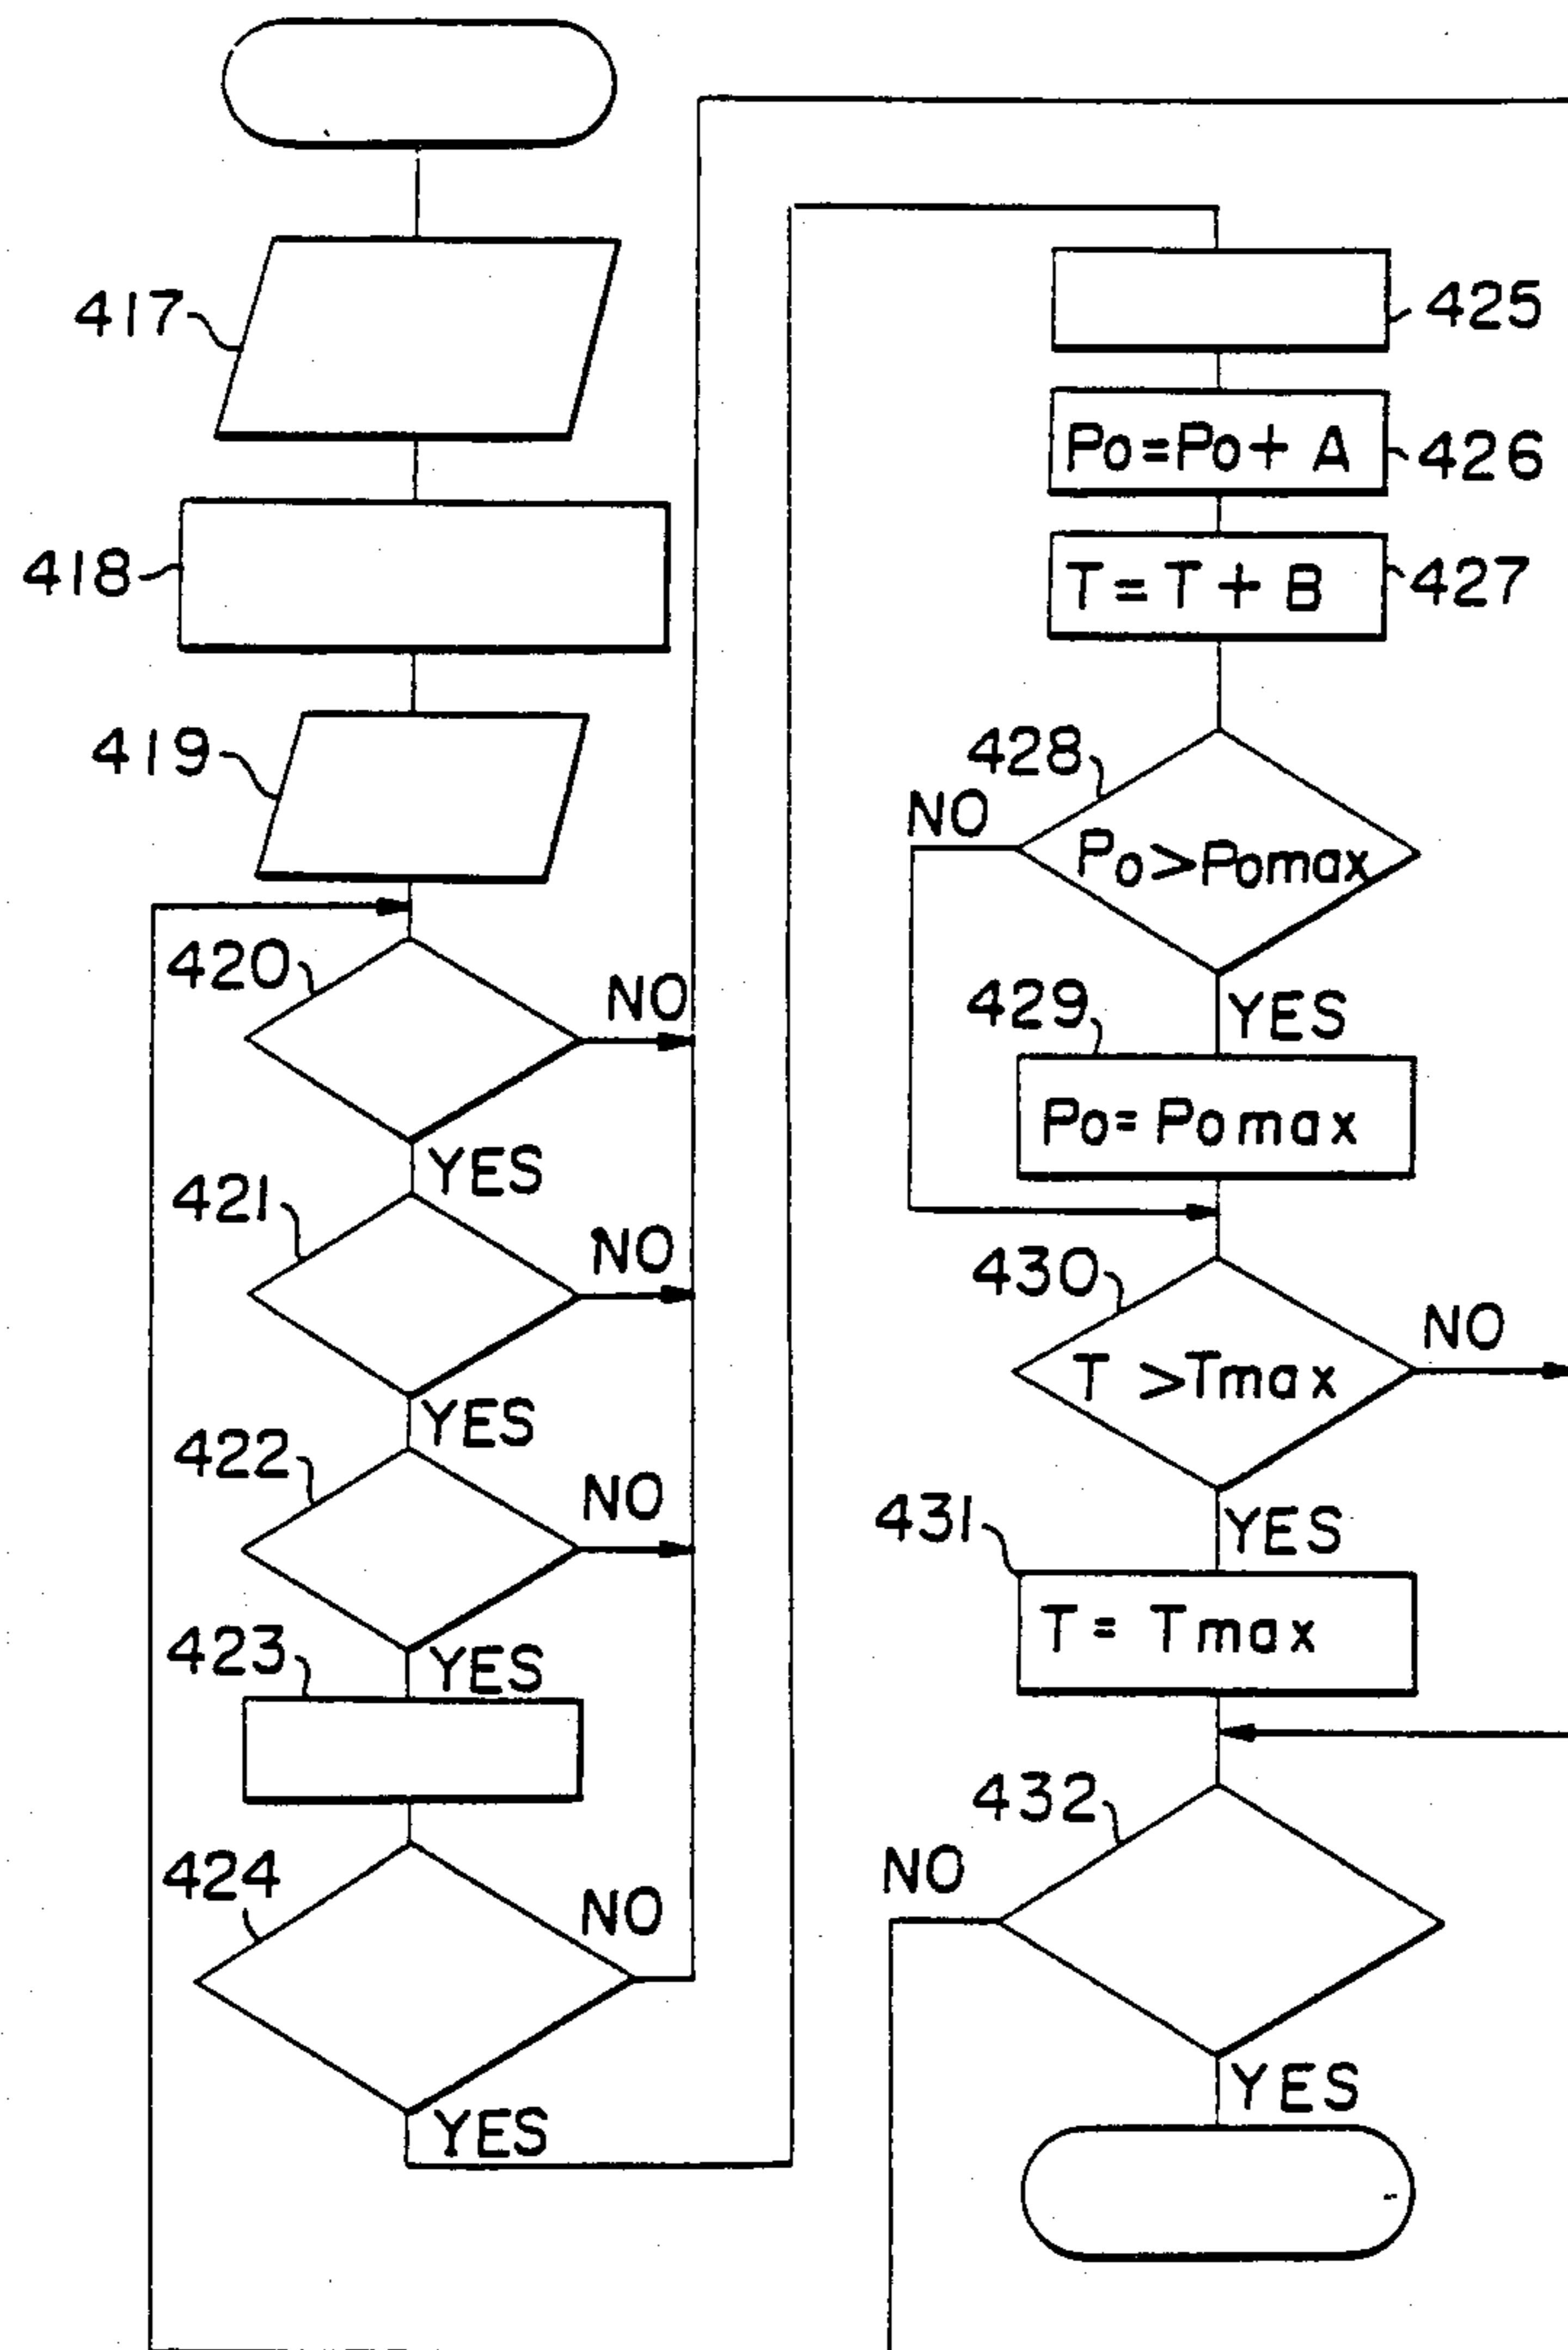 417
418
419
420
NO
YES
421
NO
YES
422
NO
YES
423
424
NO
YES
425
Po=Po+ A
426
T=T+B
427
428
NO
Po>Pomax
YES
429
Po=Pomax
430
NO
T >Tmax
YES
431
T= Tmax
432
NO
YES